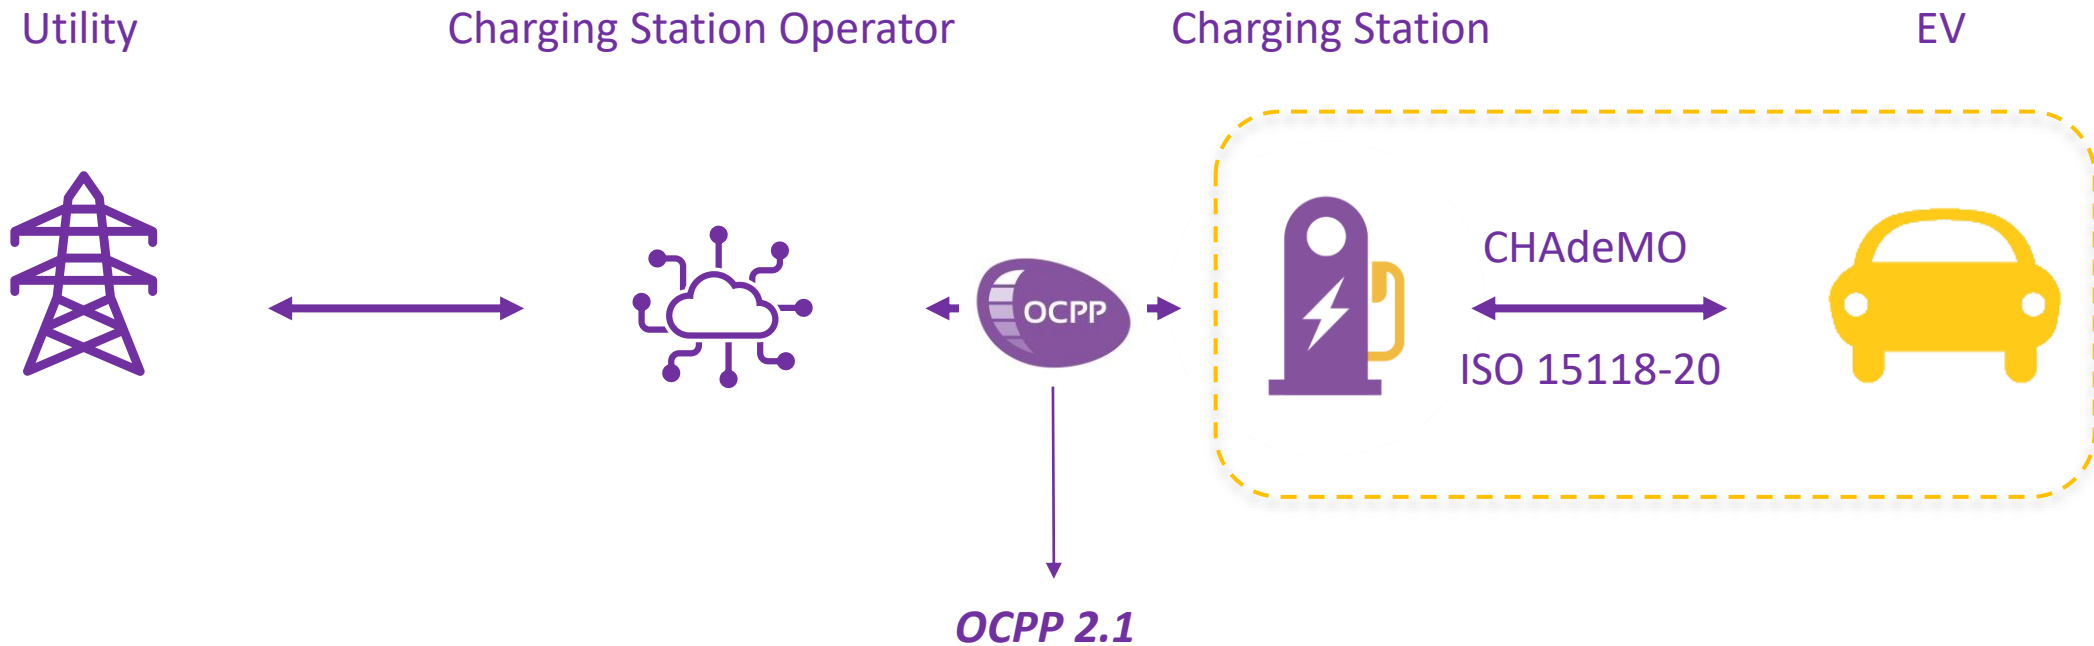 Utility
Charging Station Operator
Charging Station
EV
OCPP
CHAdeMO
ISO 15118-20
OCPP 2.1